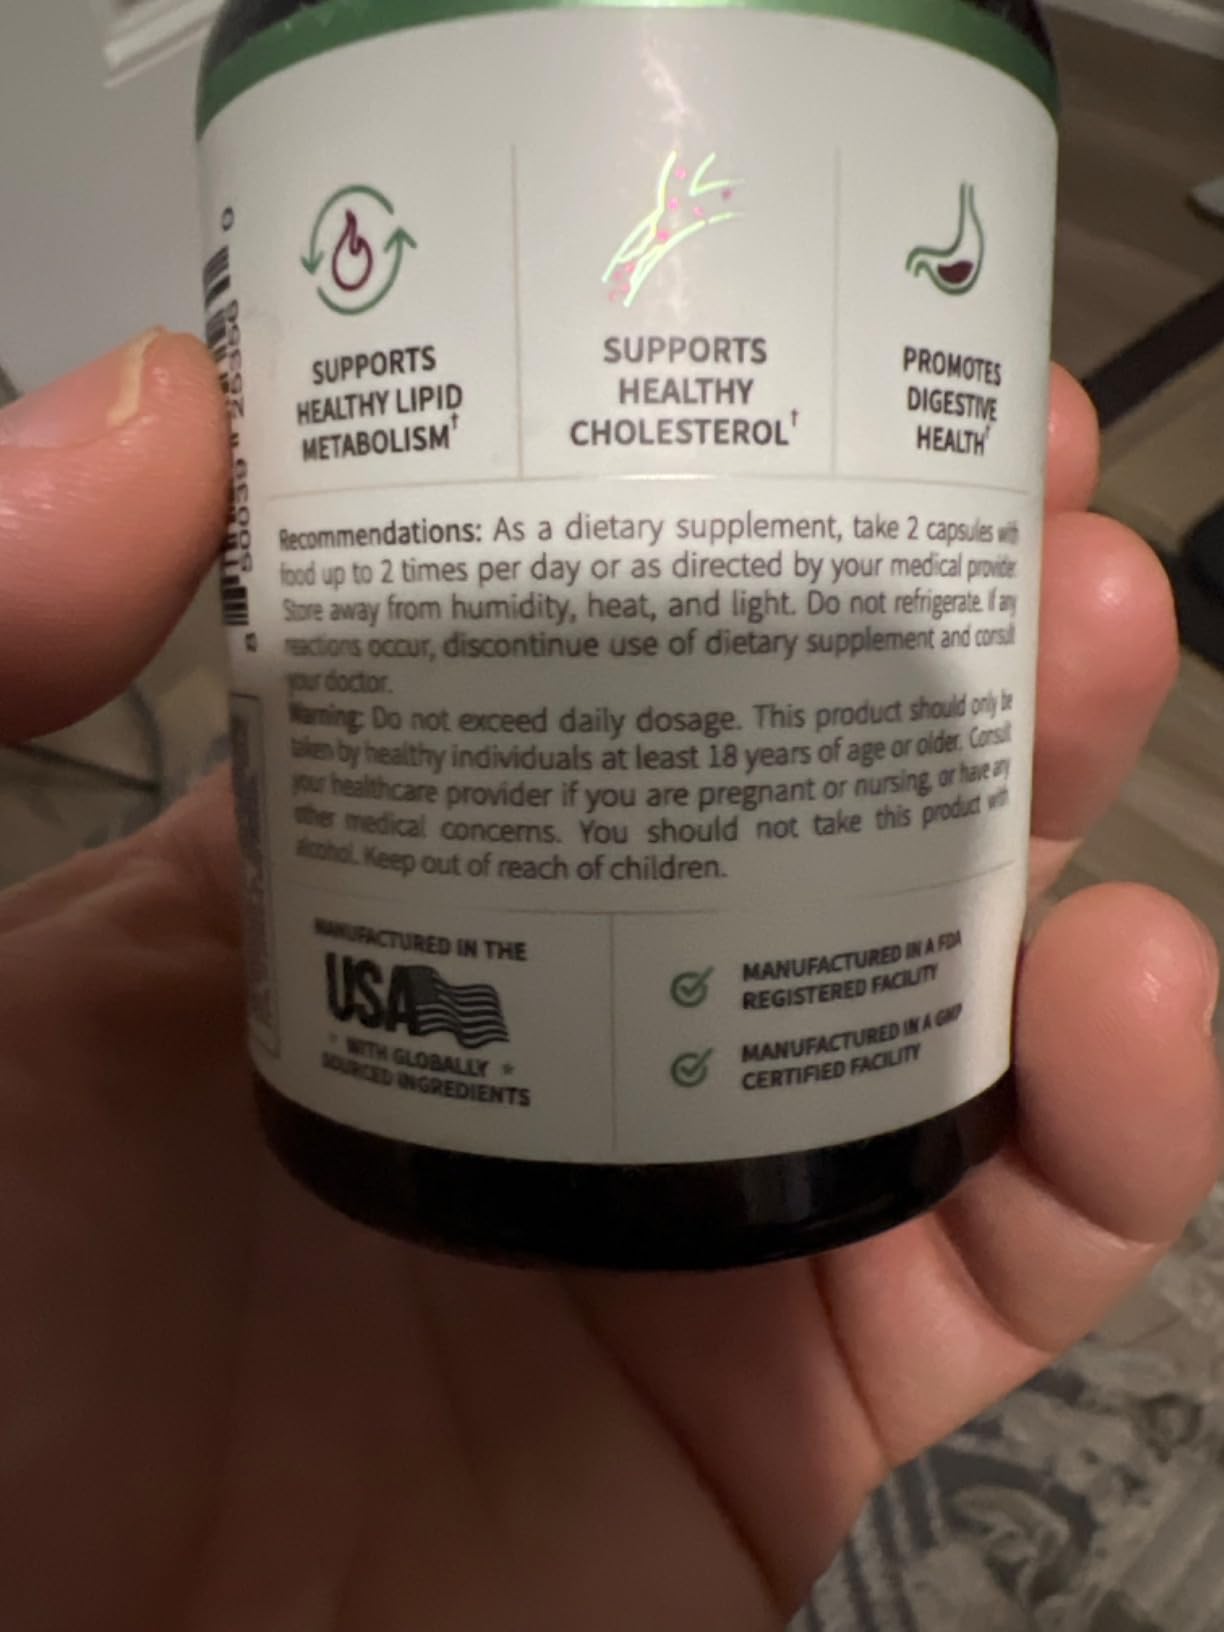 SUPPORTS
HEALTHY LIPID
METABOLISM†
SUPPORTS
HEALTHY
CHOLESTEROL†
PROMOTES
DIGESTIVE
HEALTH†
Recommendations: As a dietary supplement, take 2 capsules with
food up to 2 times per day or as directed by your medical provider.
Store away from humidity, heat, and light. Do not refrigerate. If any
reactions occur, discontinue use of dietary supplement and consult
your doctor.
Warning: Do not exceed daily dosage. This product should only be
taken by healthy individuals at least 18 years of age or older. Consult
your healthcare provider if you are pregnant or nursing, or have any
other medical concerns. You should not take this product with
alcohol. Keep out of reach of children.
MANUFACTURED IN THE
USA
WITH GLOBALLY
SOURCED INGREDIENTS
MANUFACTURED IN A FDA
REGISTERED FACILITY
MANUFACTURED IN A GMP
CERTIFIED FACILITY